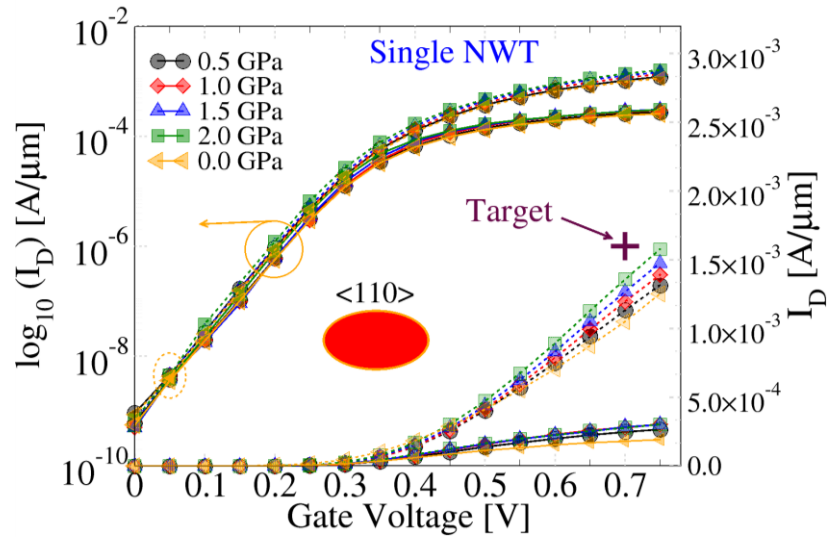 Single NWT
0.5 GPa
1.0 GPa
1.5 GPa
2.0 GPa
0.0 GPa
Target
<110>
log₁₀ (I_D) [A/μm]
10⁻²
10⁻⁴
10⁻⁶
10⁻⁸
10⁻¹⁰
3.0×10⁻³
2.5×10⁻³
2.0×10⁻³
1.5×10⁻³
1.0×10⁻³
5.0×10⁻⁴
0.0
I_D [A/μm]
0 0.1 0.2 0.3 0.4 0.5 0.6 0.7
Gate Voltage [V]